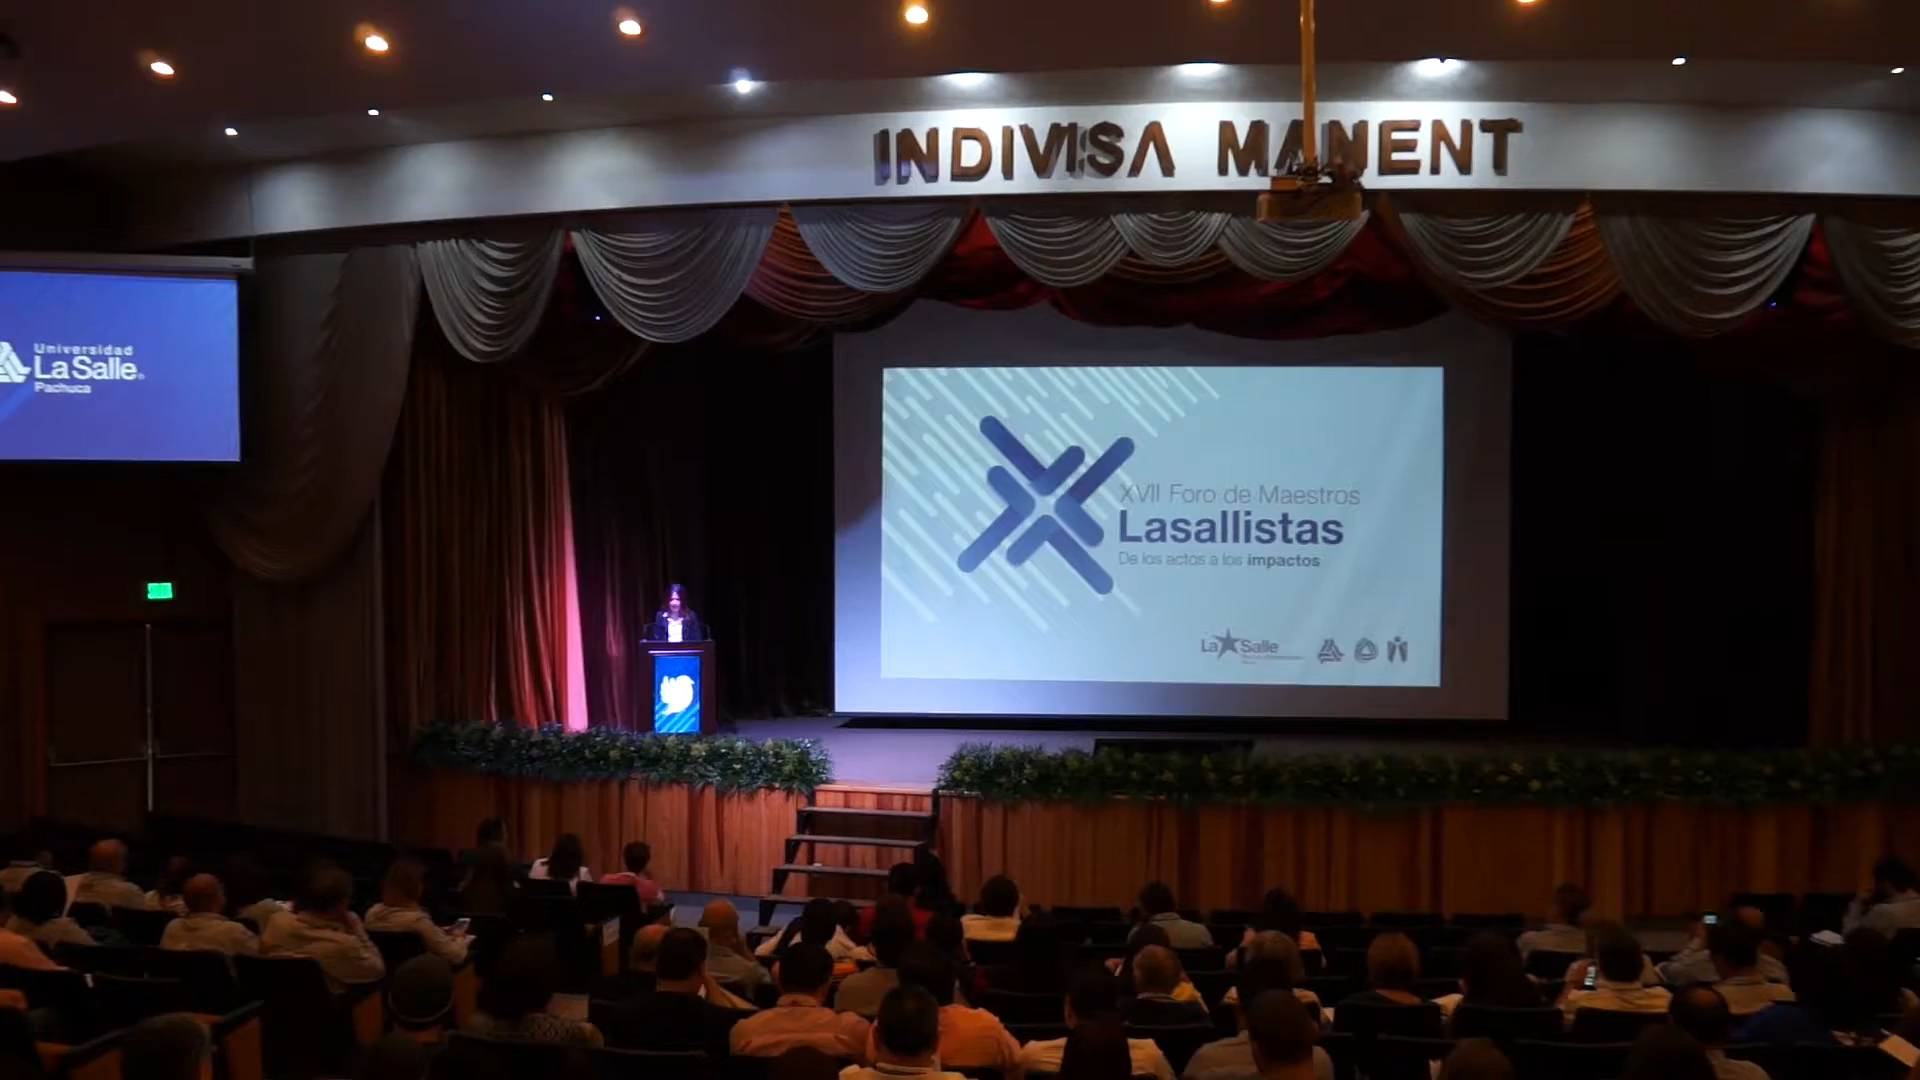 INDIVISA MANENT
Universidad
La Salle
Pachuca
XVII Foro de Maestros
Lasallistas
De los actos a los impactos
La Salle